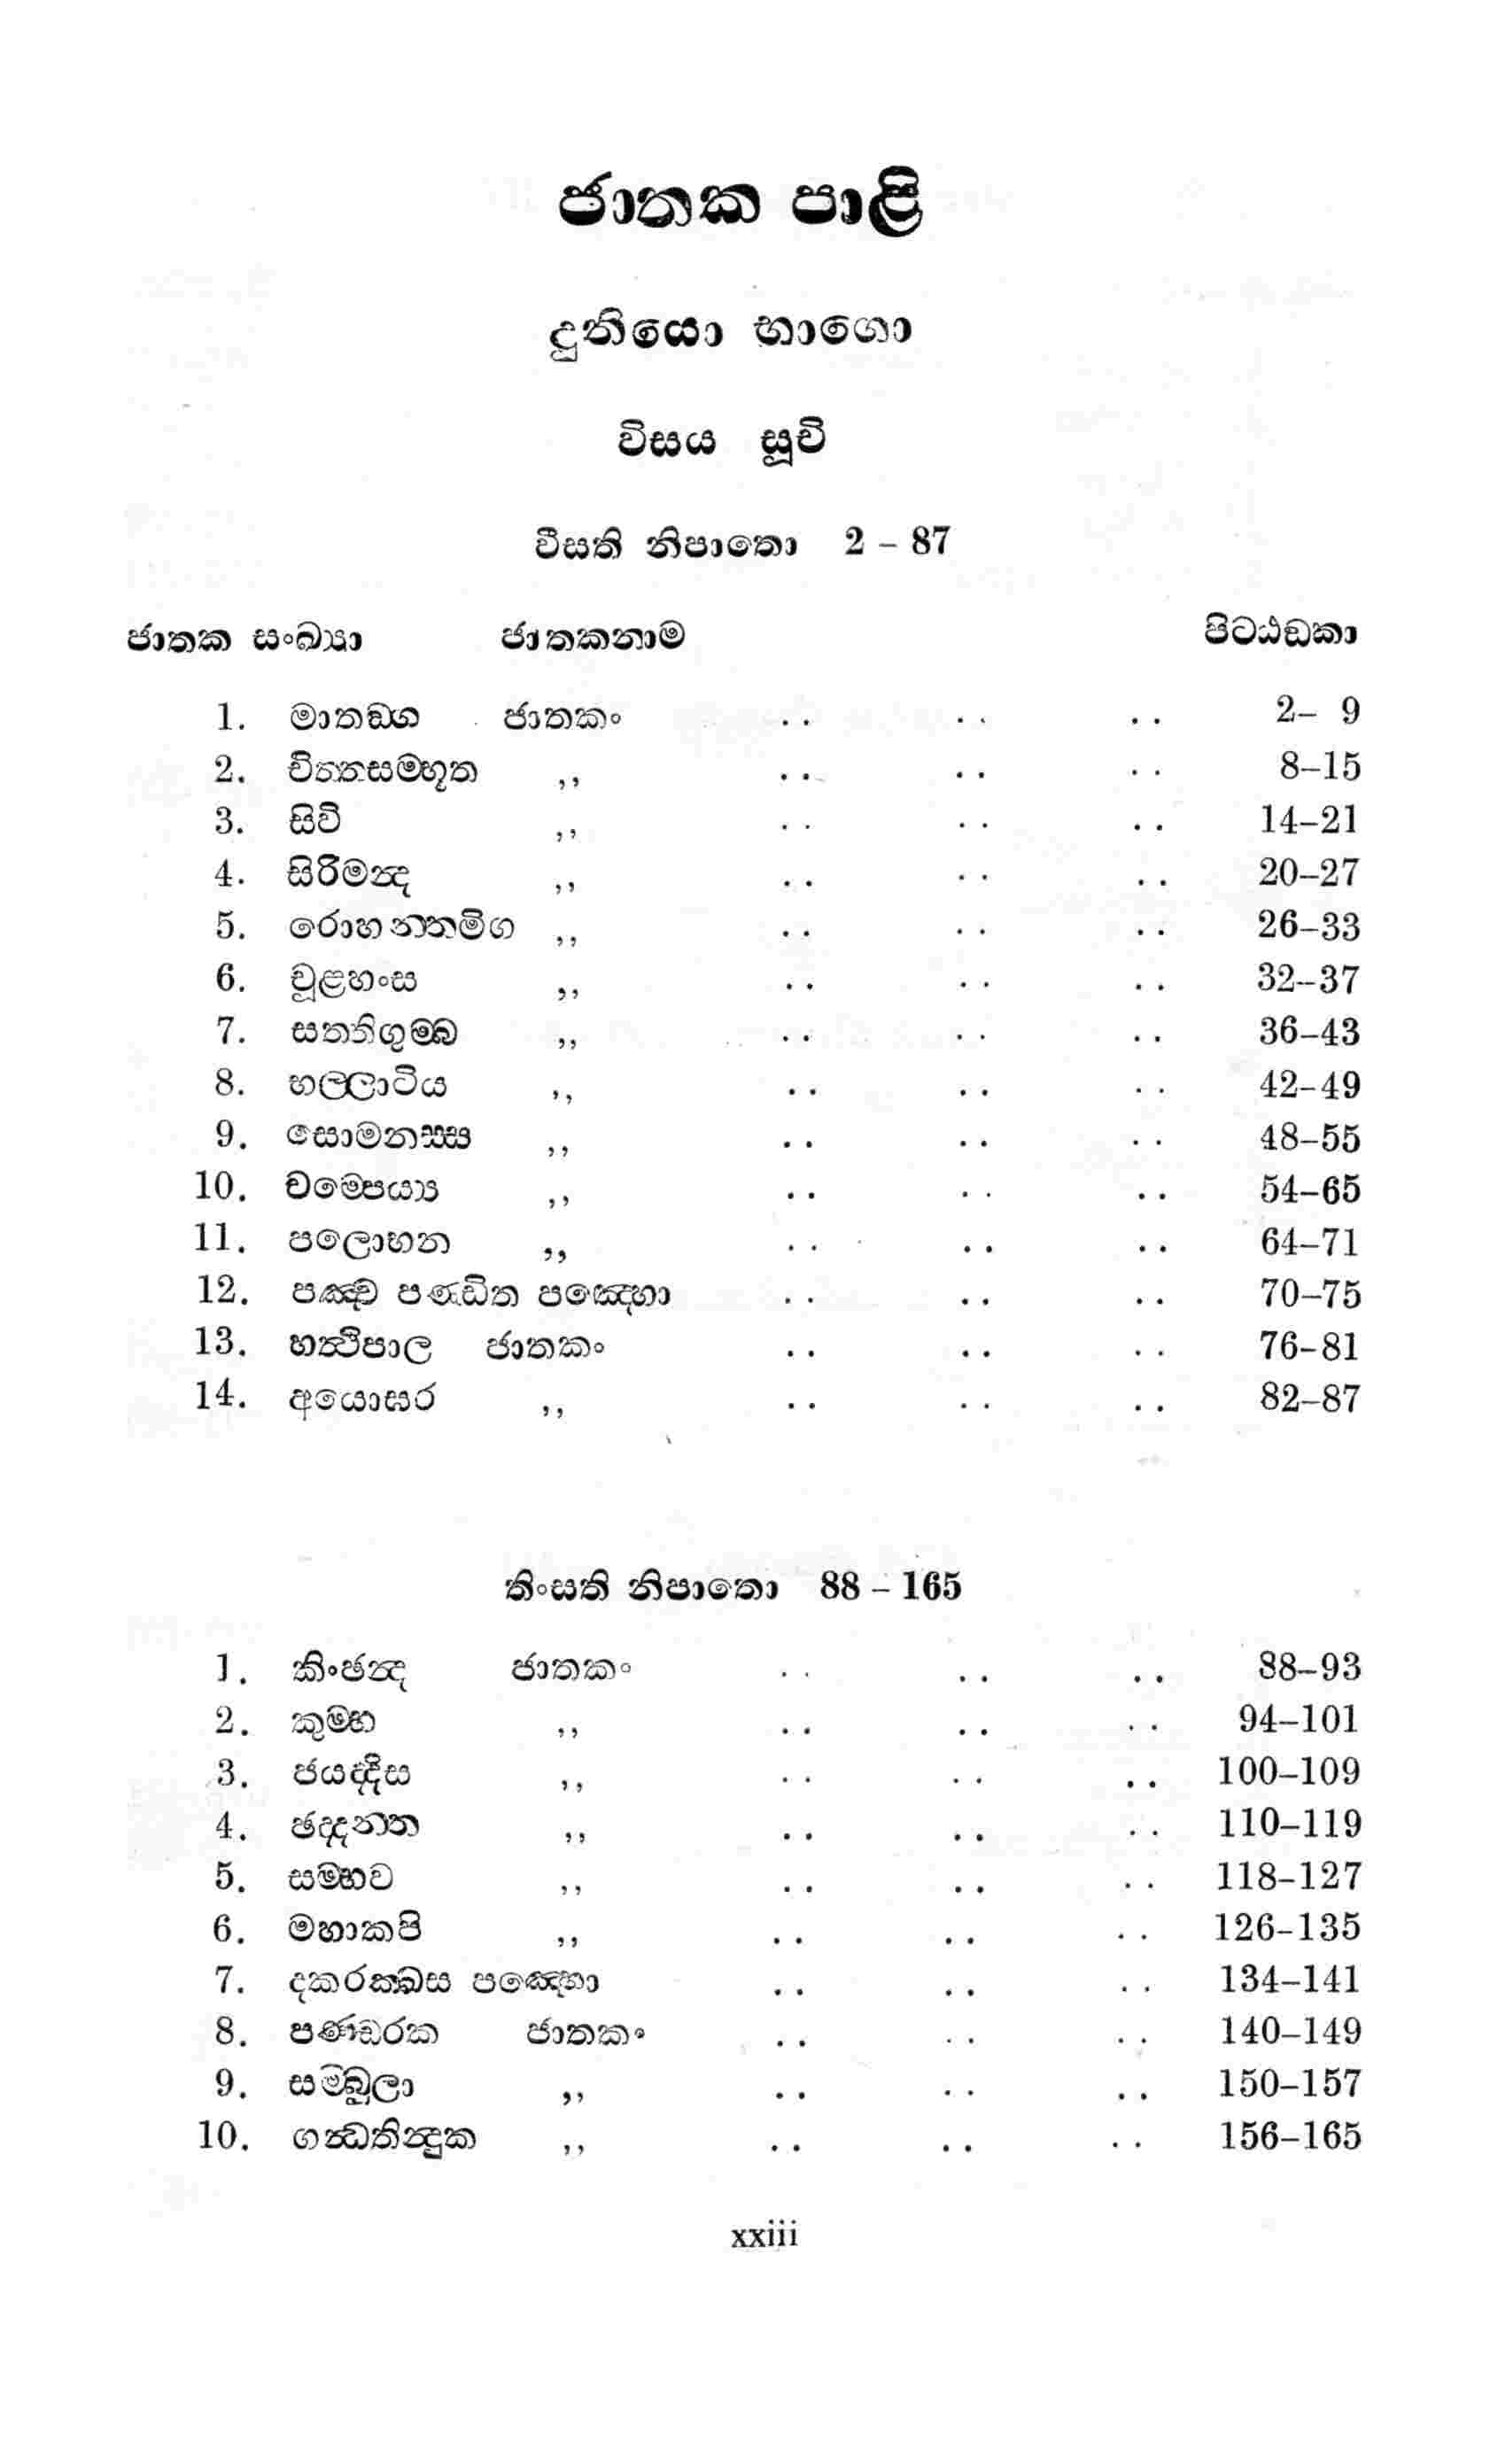 ජාතක පාළි
දුතියො භාගො
විසය සූචි
වීසති නිපාතො 2 – 87
ජාතක සංඛ්‍යා ජාතකනාම පිට‍්ඨඞ‍්කා
1. මාතඞ‍්ග ජාතකං .. .. .. 2– 9
2. චිත‍්තසම‍්භූත ,, .. .. .. 8–15
3. සිවි ,, .. .. .. 14–21
4. සිරිමන්‍ද ,, .. .. .. 20–27
5. රොහනත‍මිග ,, .. .. .. 26–33
6. චූළහංස ,, .. .. .. 32–37
7. සත‍්තිගුම‍්බ ,, .. .. .. 36–43
8. භල‍්ලාටිය ,, .. .. .. 42–49
9. සොමනස‍්ස ,, .. .. .. 48–55
10. චම‍්පෙය්‍ය ,, .. .. .. 54–65
11. පලොභන ,, .. .. .. 64–71
12. පඤ‍්ච පණ‍්ඩිත පඤ‍්හො .. .. .. 70–75
13. හත්‍ථිපාල ජාතකං .. .. .. 76–81
14. අයොඝර ,, .. .. .. 82–87
තිංසති නිපාතො 88 – 165
1. කිංඡන්‍ද ජාතකං .. .. .. 88–93
2. කුම‍්භ ,, .. .. .. 94–101
3. ජයද්‍දිස ,, .. .. .. 100–109
4. ඡද‍්දන‍්ත ,, .. .. .. 110–119
5. සම‍්භව ,, .. .. .. 118–127
6. මහාකපි ,, .. .. .. 126–135
7. දකරක‍්ඛස පඤ‍්හො .. .. .. 134–141
8. පණ‍්ඩරක ජාතකං .. .. .. 140–149
9. සම‍්බුලා ,, .. .. .. 150–157
10. ගන්‍ධතින්‍දුක ,, .. .. .. 156–165
xxiii